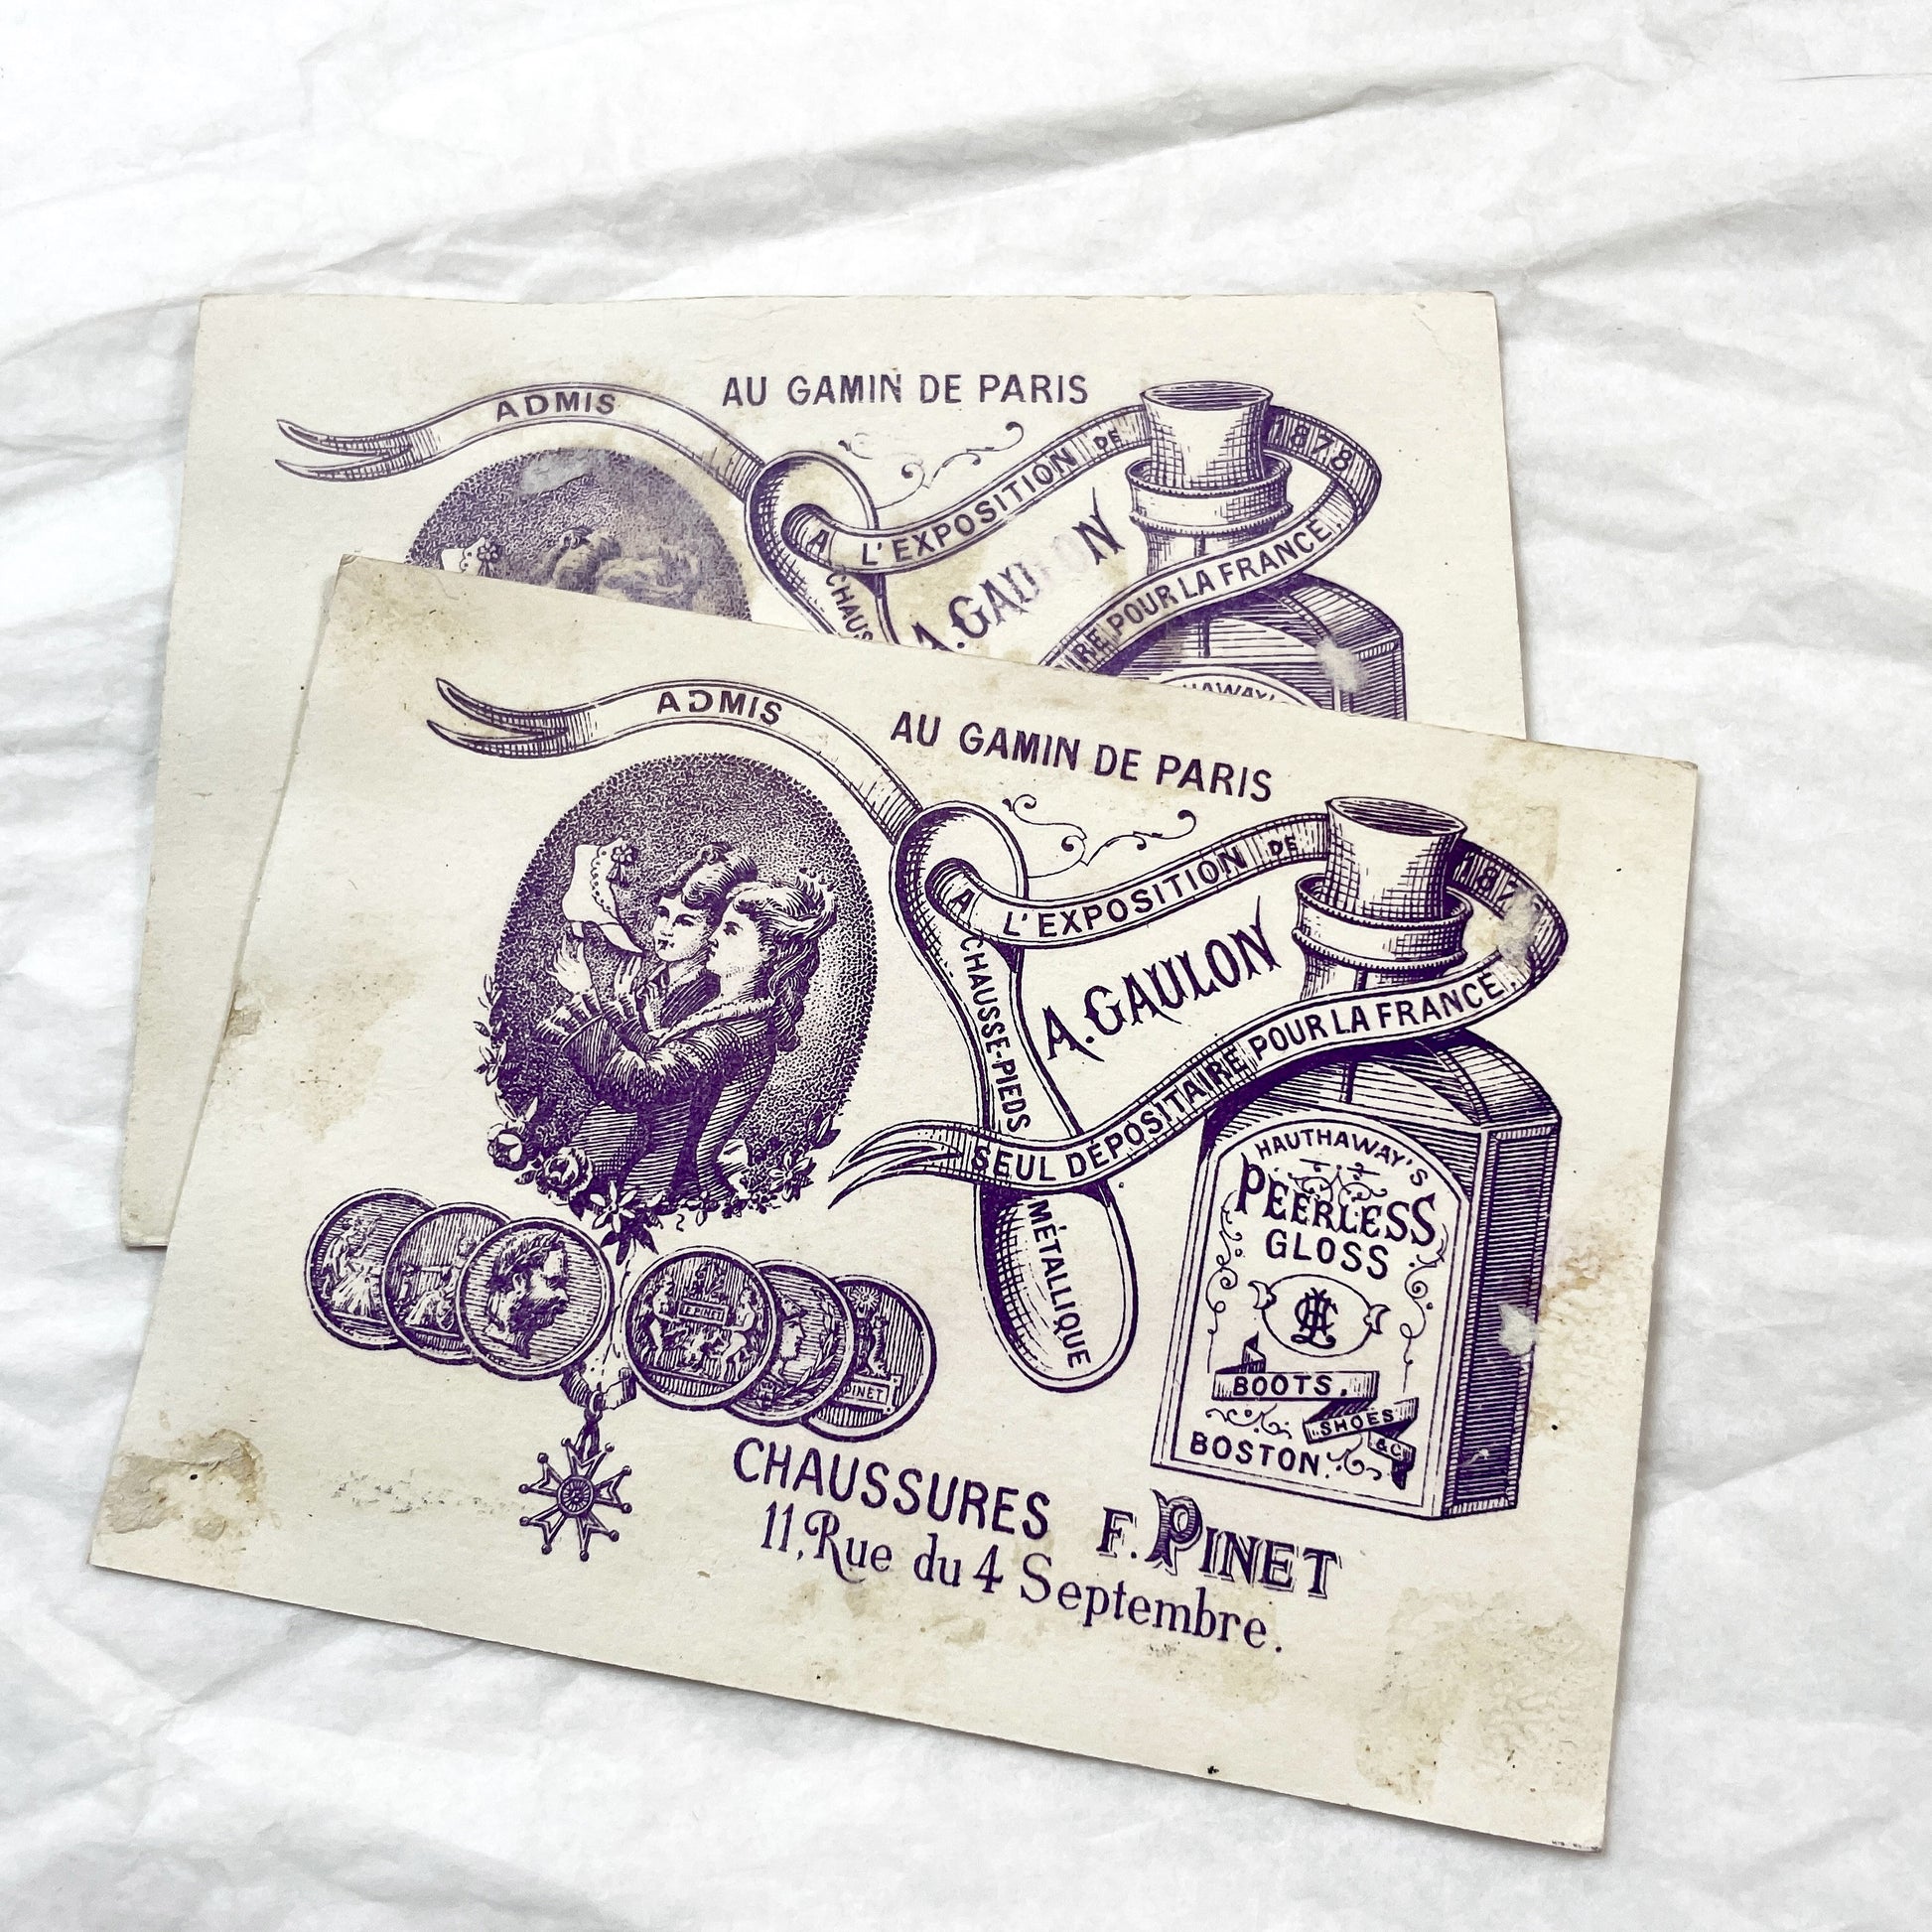 AU GAMIN DE PARIS
ADMIS
A L'EXPOSITION DE 1878
A. GAULON
POUR LA FRANCE.
CHAUS
AU GAMIN DE PARIS
ADMIS
A L'EXPOSITION DE
A. GAULON
SEUL DÉPOSITAIRE POUR LA FRANCE.
CHAUSSE-PIEDS
MÉTALLIQUE
HAUTHAWAY'S
PEERLESS
GLOSS
BOOTS,
SHOES
&C
BOSTON.
PINET
CHAUSSURES F. PINET
11, Rue du 4 Septembre.